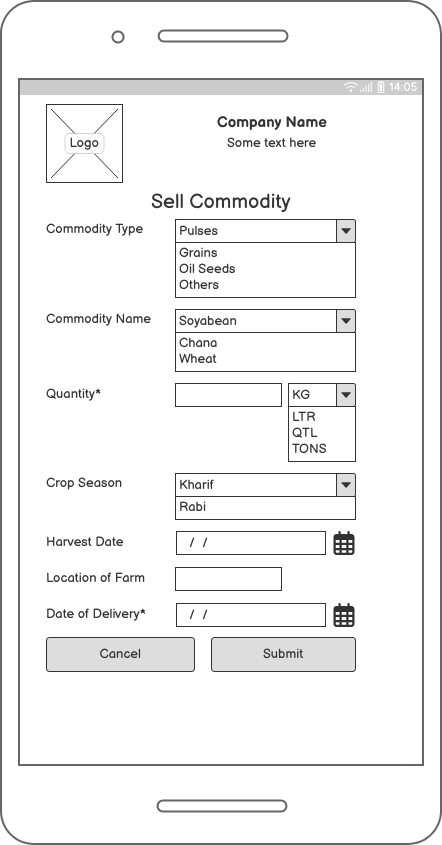 14:05
Logo
Company Name
Some text here
Sell Commodity
Commodity Type
Pulses
Grains
Oil Seeds
Others
Commodity Name
Soyabean
Chana
Wheat
Quantity*
KG
LTR
QTL
TONS
Crop Season
Kharif
Rabi
Harvest Date
/ /
Location of Farm
Date of Delivery*
/ /
Cancel
Submit